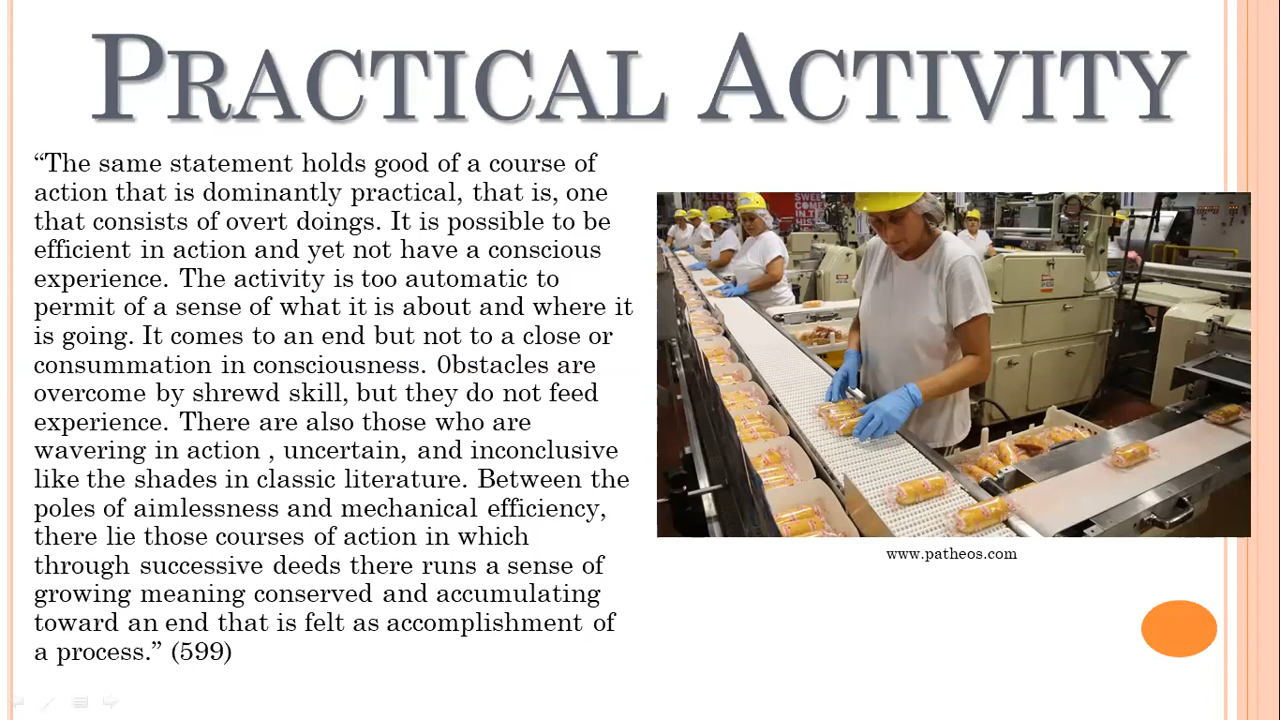 PRACTICAL ACTIVITY
“The same statement holds good of a course of
action that is dominantly practical, that is, one
that consists of overt doings. It is possible to be
efficient in action and yet not have a conscious
experience. The activity is too automatic to
permit of a sense of what it is about and where it
is going. It comes to an end but not to a close or
consummation in consciousness. 0bstacles are
overcome by shrewd skill, but they do not feed
experience. There are also those who are
wavering in action , uncertain, and inconclusive
like the shades in classic literature. Between the
poles of aimlessness and mechanical efficiency,
there lie those courses of action in which
through successive deeds there runs a sense of
growing meaning conserved and accumulating
toward an end that is felt as accomplishment of
a process.” (599)
COME
IN T
www.patheos.com